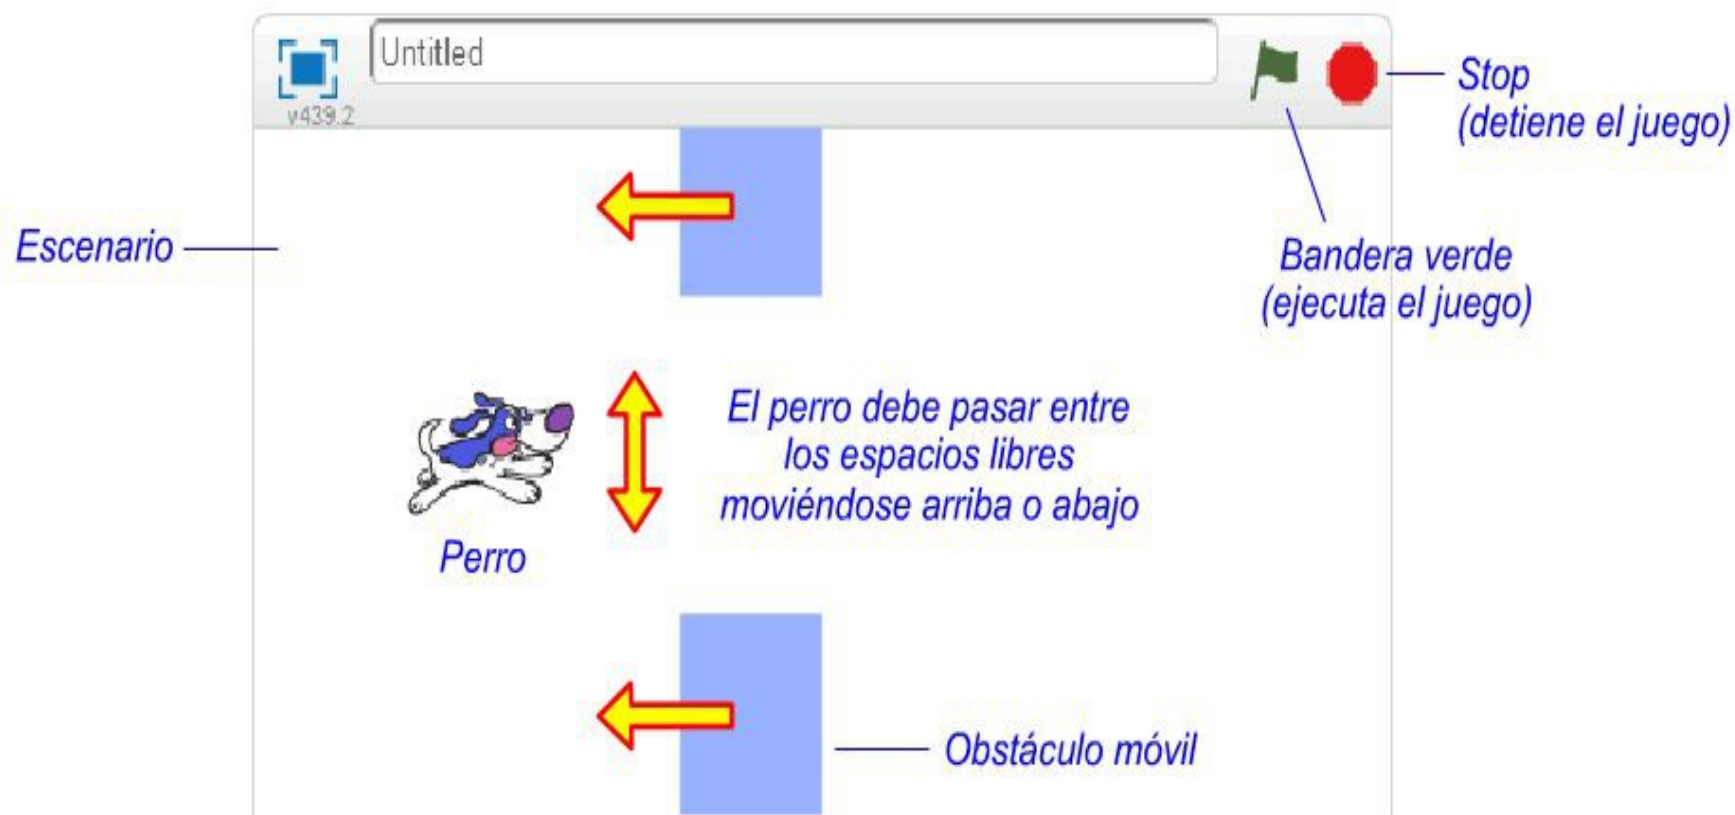 Untitled
v439.2
Stop
(detiene el juego)
Escenario
Bandera verde
(ejecuta el juego)
El perro debe pasar entre
los espacios libres
moviéndose arriba o abajo
Perro
Obstáculo móvil